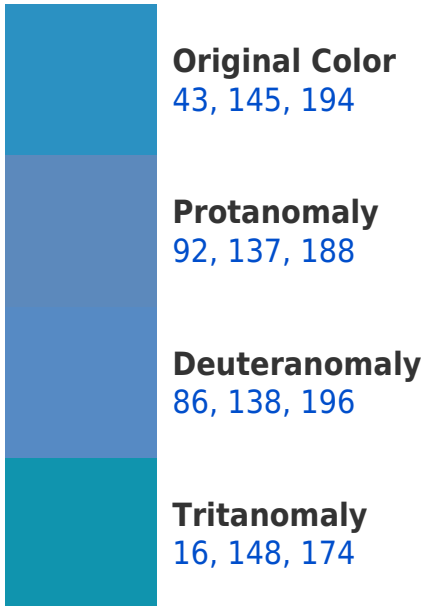 Original Color
43, 145, 194
Protanomaly
92, 137, 188
Deuteranomaly
86, 138, 196
Tritanomaly
16, 148, 174